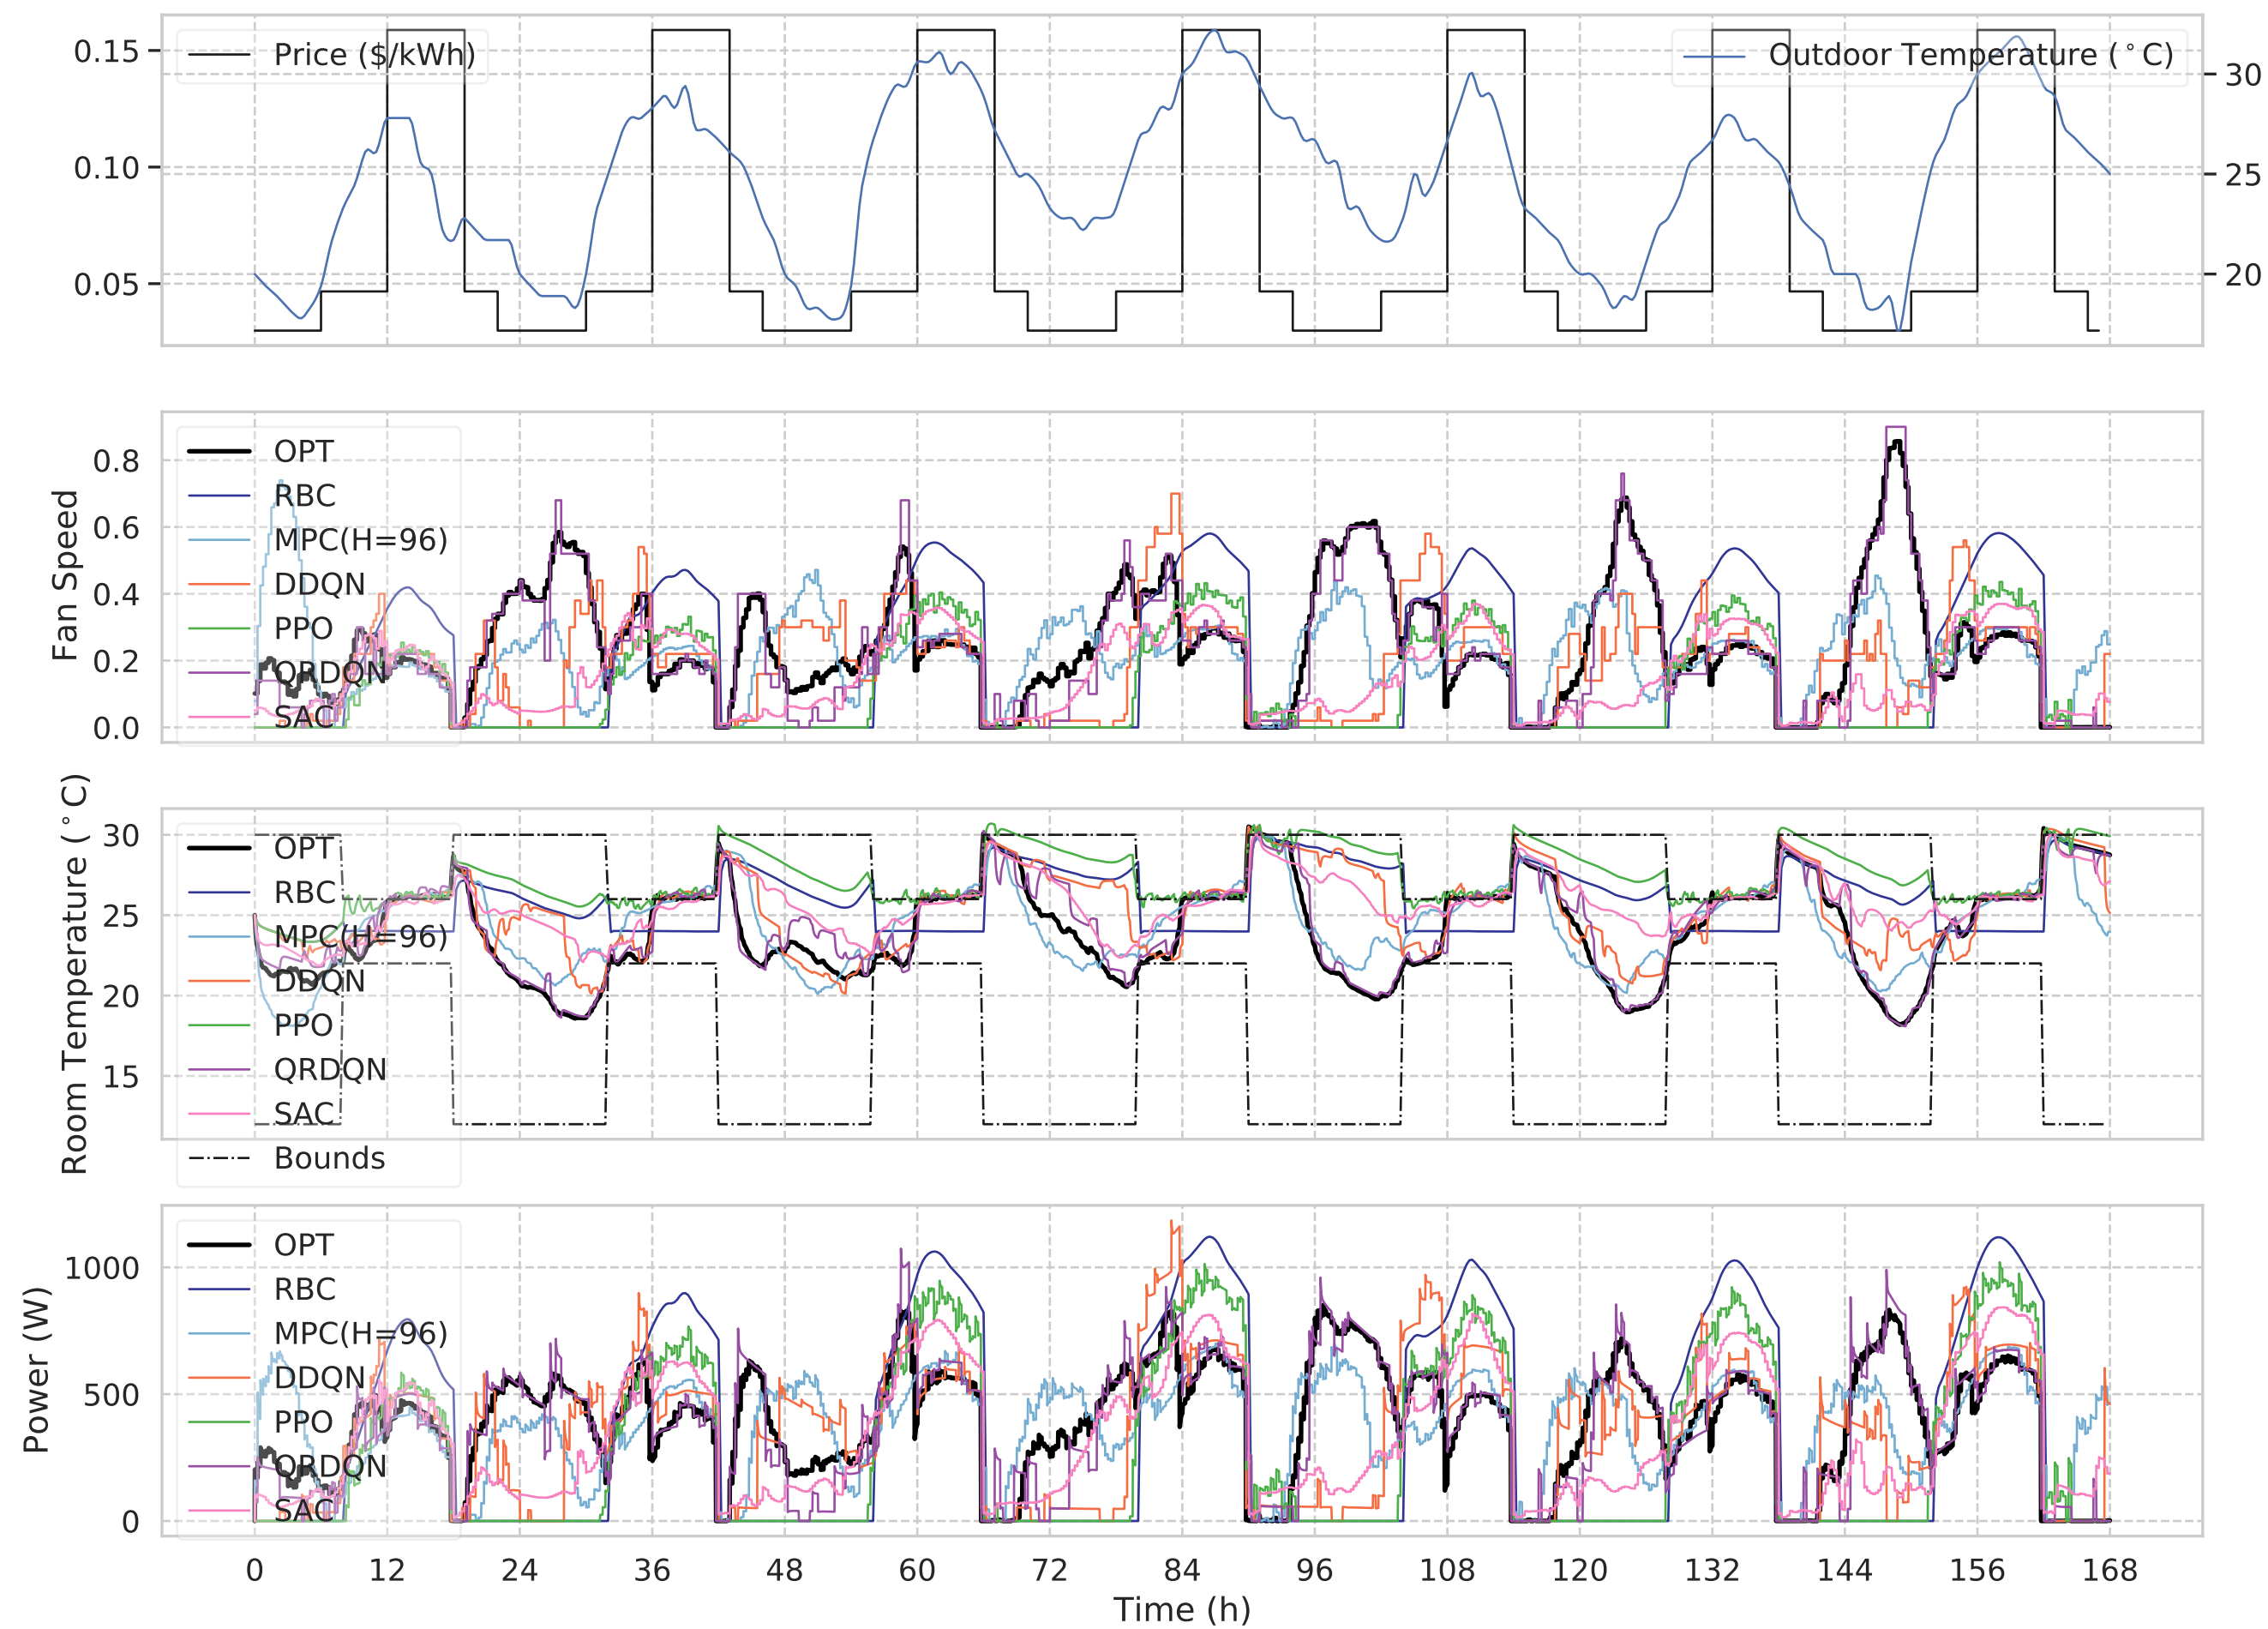 Price ($/kWh)
Outdoor Temperature (°C)
0.15
0.10
0.05
30
25
20
Fan Speed
0.8
0.6
0.4
0.2
0.0
OPT
RBC
MPC(H=96)
DDQN
PPO
QRDQN
SAC
Room Temperature (°C)
30
25
20
15
OPT
RBC
MPC(H=96)
DDQN
PPO
QRDQN
SAC
Bounds
Power (W)
1000
500
0
OPT
RBC
MPC(H=96)
DDQN
PPO
QRDQN
SAC
0 12 24 36 48 60 72 84 96 108 120 132 144 156 168
Time (h)